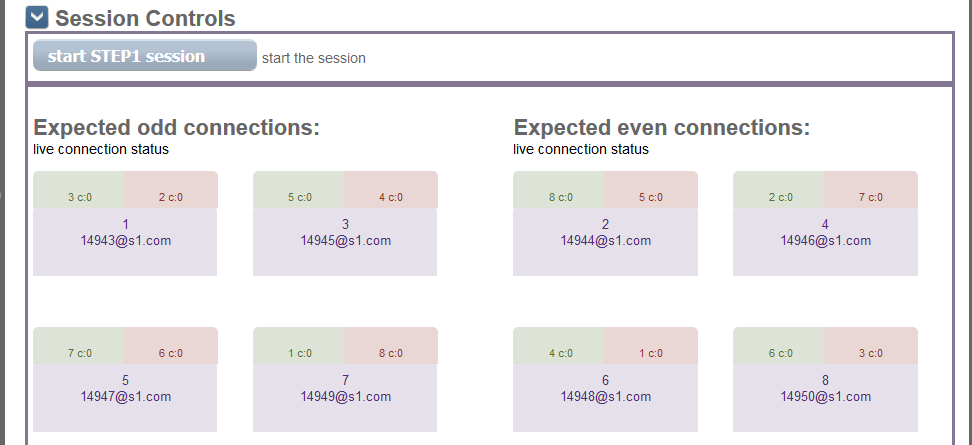 Session Controls
start STEP1 session start the session
Expected odd connections:
live connection status
3 c:0 2 c:0
1
14943@s1.com
5 c:0 4 c:0
3
14945@s1.com
7 c:0 6 c:0
5
14947@s1.com
1 c:0 8 c:0
7
14949@s1.com
Expected even connections:
live connection status
8 c:0 5 c:0
2
14944@s1.com
2 c:0 7 c:0
4
14946@s1.com
4 c:0 1 c:0
6
14948@s1.com
6 c:0 3 c:0
8
14950@s1.com